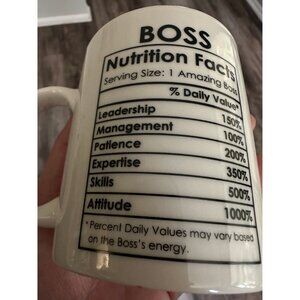 BOSS
Nutrition Facts
Serving Size: 1 Amazing Boss
% Daily Value*
Leadership 150%
Management 100%
Patience 200%
Expertise 350%
Skills 500%
Attitude 1000%
*Percent Daily Values may vary based
on the Boss's energy.